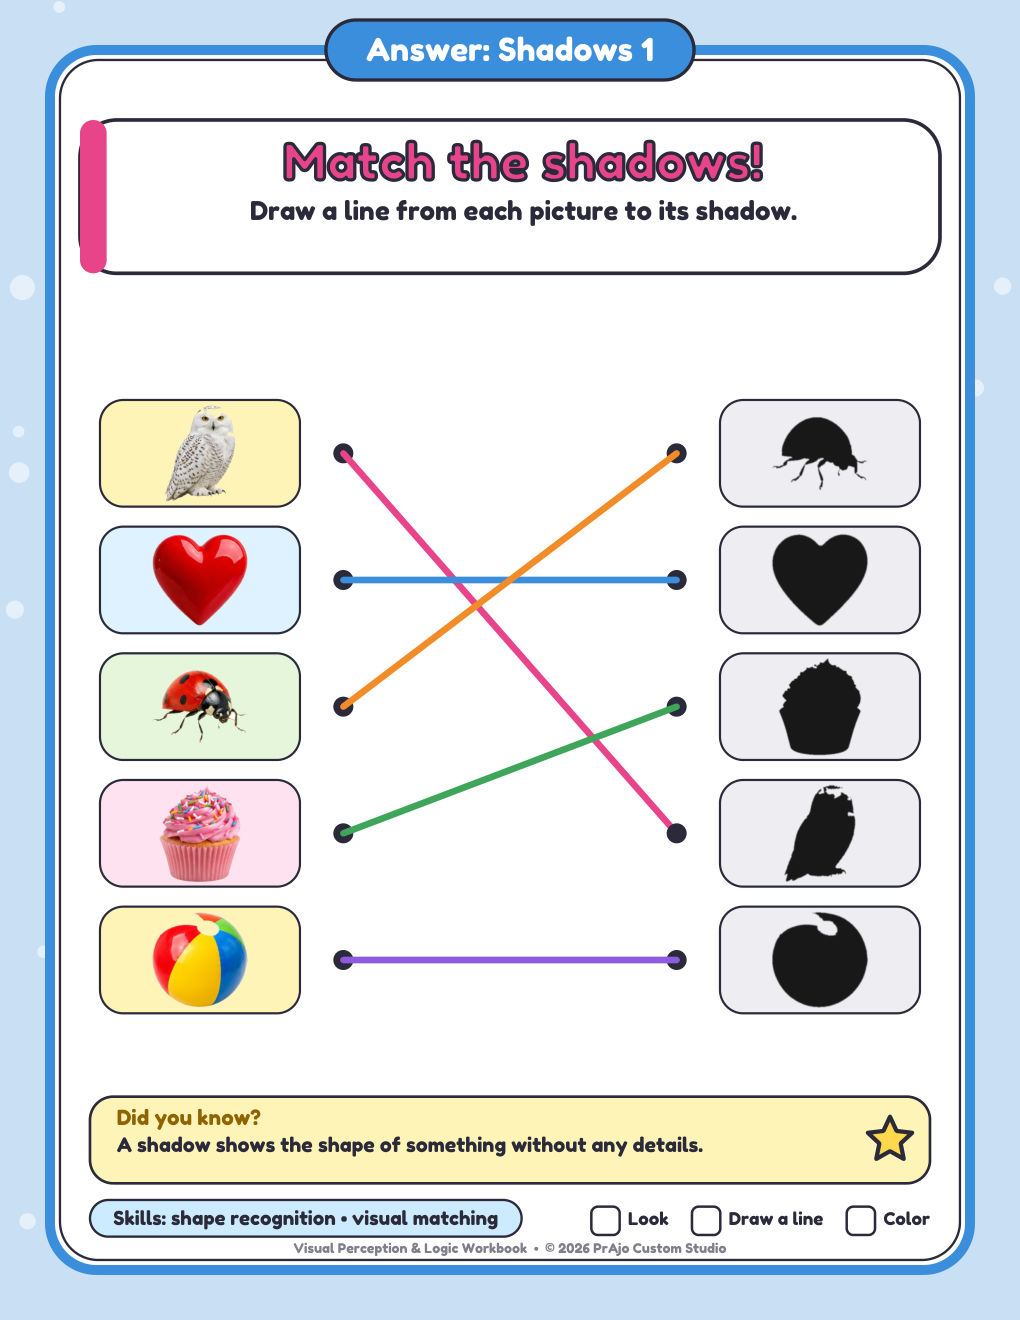 Answer: Shadows 1
Match the shadows!
Draw a line from each picture to its shadow.
Did you know?
A shadow shows the shape of something without any details.
Skills: shape recognition • visual matching
Look
Draw a line
Color
Visual Perception & Logic Workbook • © 2026 PrAjo Custom Studio